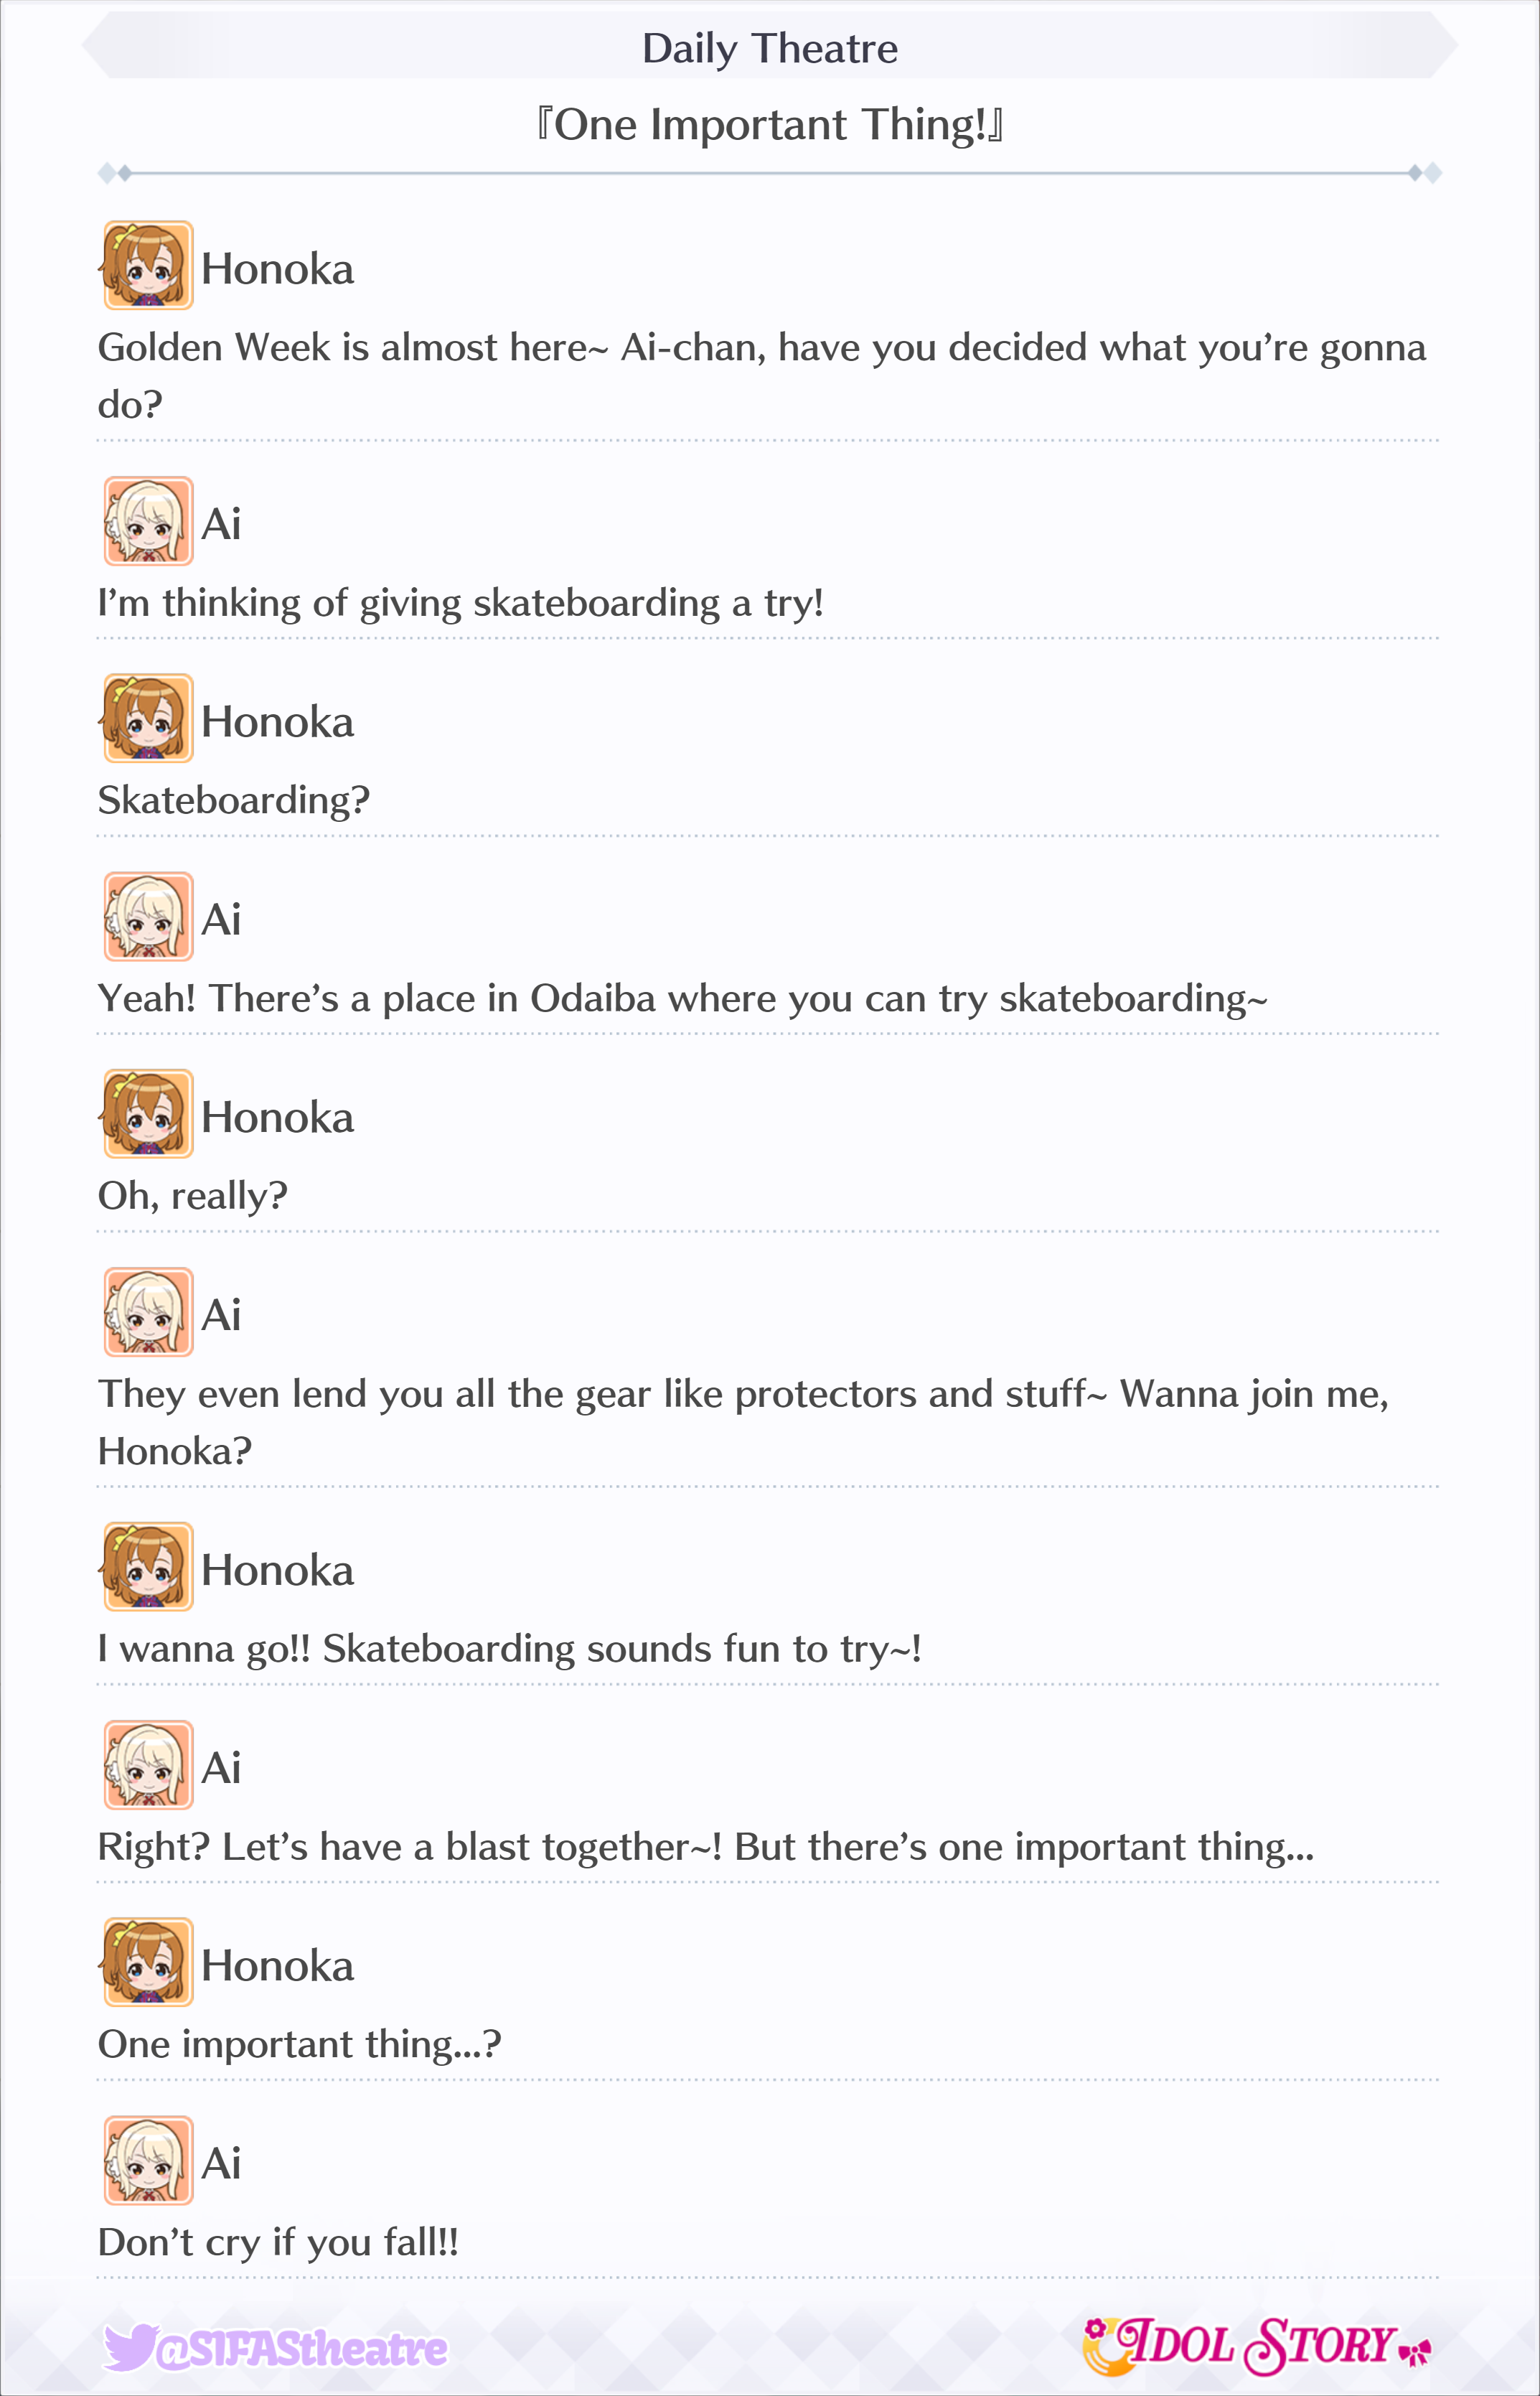 Daily Theatre
『One Important Thing!』
Honoka
Golden Week is almost here~ Ai-chan, have you decided what you’re gonna
do?
Ai
I’m thinking of giving skateboarding a try!
Honoka
Skateboarding?
Ai
Yeah! There’s a place in Odaiba where you can try skateboarding~
Honoka
Oh, really?
Ai
They even lend you all the gear like protectors and stuff~ Wanna join me,
Honoka?
Honoka
I wanna go!! Skateboarding sounds fun to try~!
Ai
Right? Let’s have a blast together~! But there’s one important thing...
Honoka
One important thing...?
Ai
Don’t cry if you fall!!
@SIFAStheatre
IDOL STORY